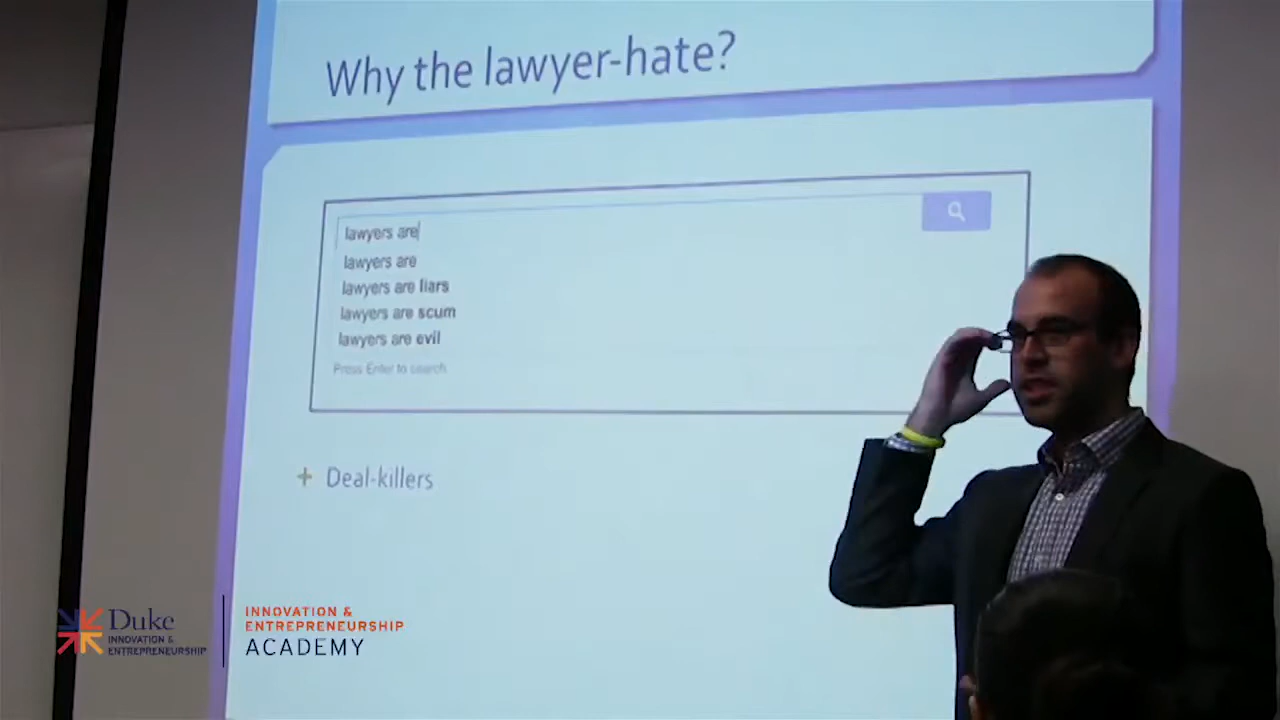 Why the lawyer-hate?
lawyers are
lawyers are
lawyers are liars
lawyers are scum
lawyers are evil
Press Enter to search
+ Deal-killers
Duke
INNOVATION &
ENTREPRENEURSHIP
INNOVATION &
ENTREPRENEURSHIP
ACADEMY